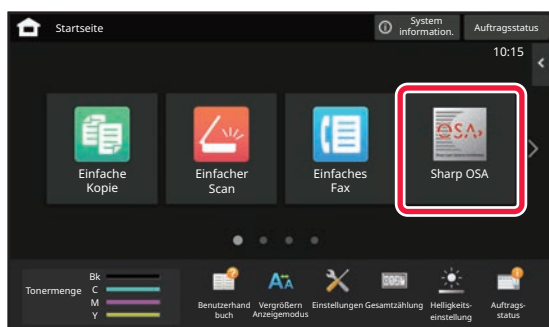 Startseite
System
information.
Auftragsstatus
10:15
OSA
Einfache
Kopie
Einfacher
Scan
Einfaches
Fax
Sharp OSA
Tonermenge
Bk
C
M
Y
Benutzerhand
buch
Vergrößern
Anzeigemodus
Einstellungen
Gesamtzählung
Helligkeits-
einstellung
Auftrags-
status